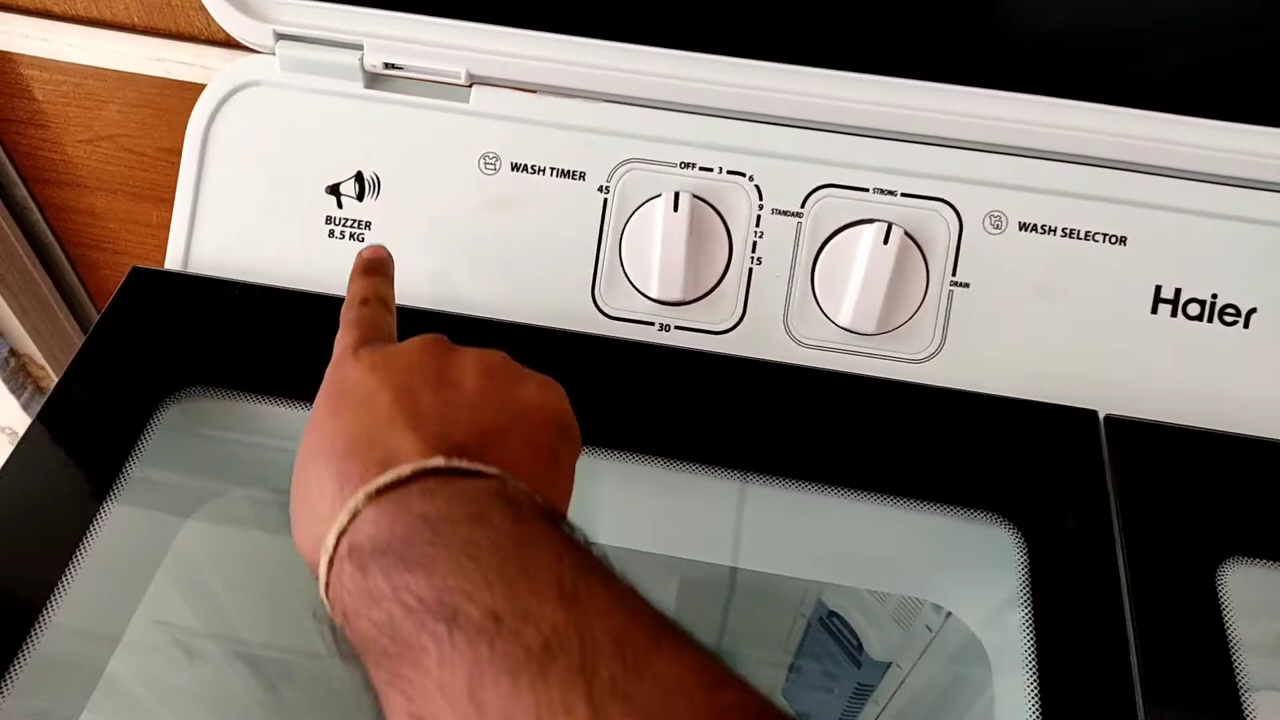 BUZZER
8.5 KG
WASH TIMER
OFF
3
6
9
12
15
30
45
STANDARD
STRONG
DRAIN
WASH SELECTOR
Haier